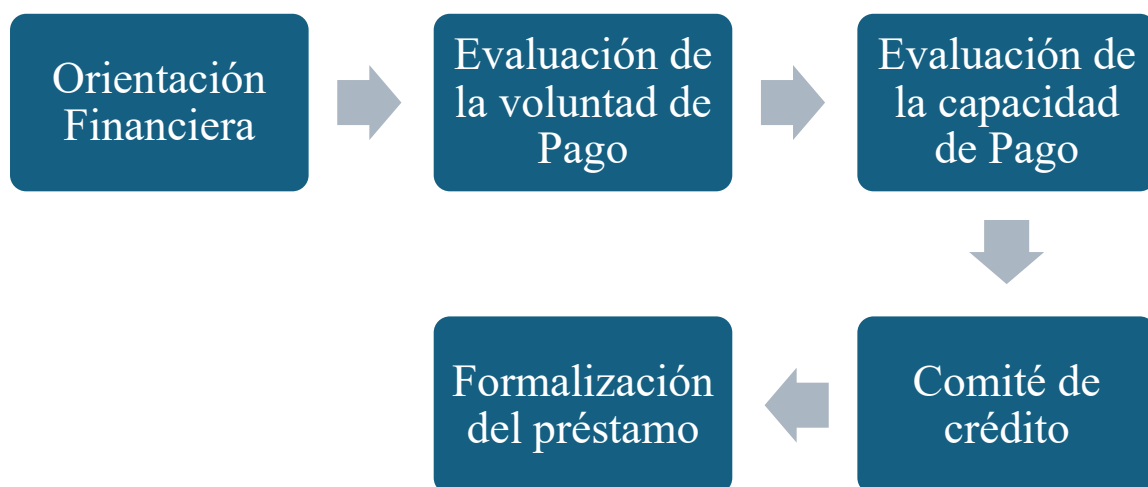 Orientación
Financiera
Evaluación de
la voluntad de
Pago
Evaluación de
la capacidad
de Pago
Comité de
crédito
Formalización
del préstamo